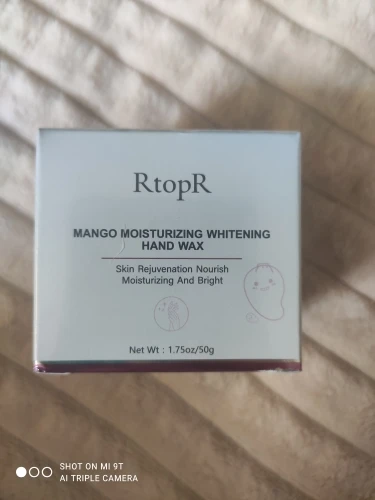 RtopR
MANGO MOISTURIZING WHITENING
HAND WAX
Skin Rejuvenation Nourish
Moisturizing And Bright
Net Wt : 1.75oz/50g
SHOT ON MI 9T
AI TRIPLE CAMERA